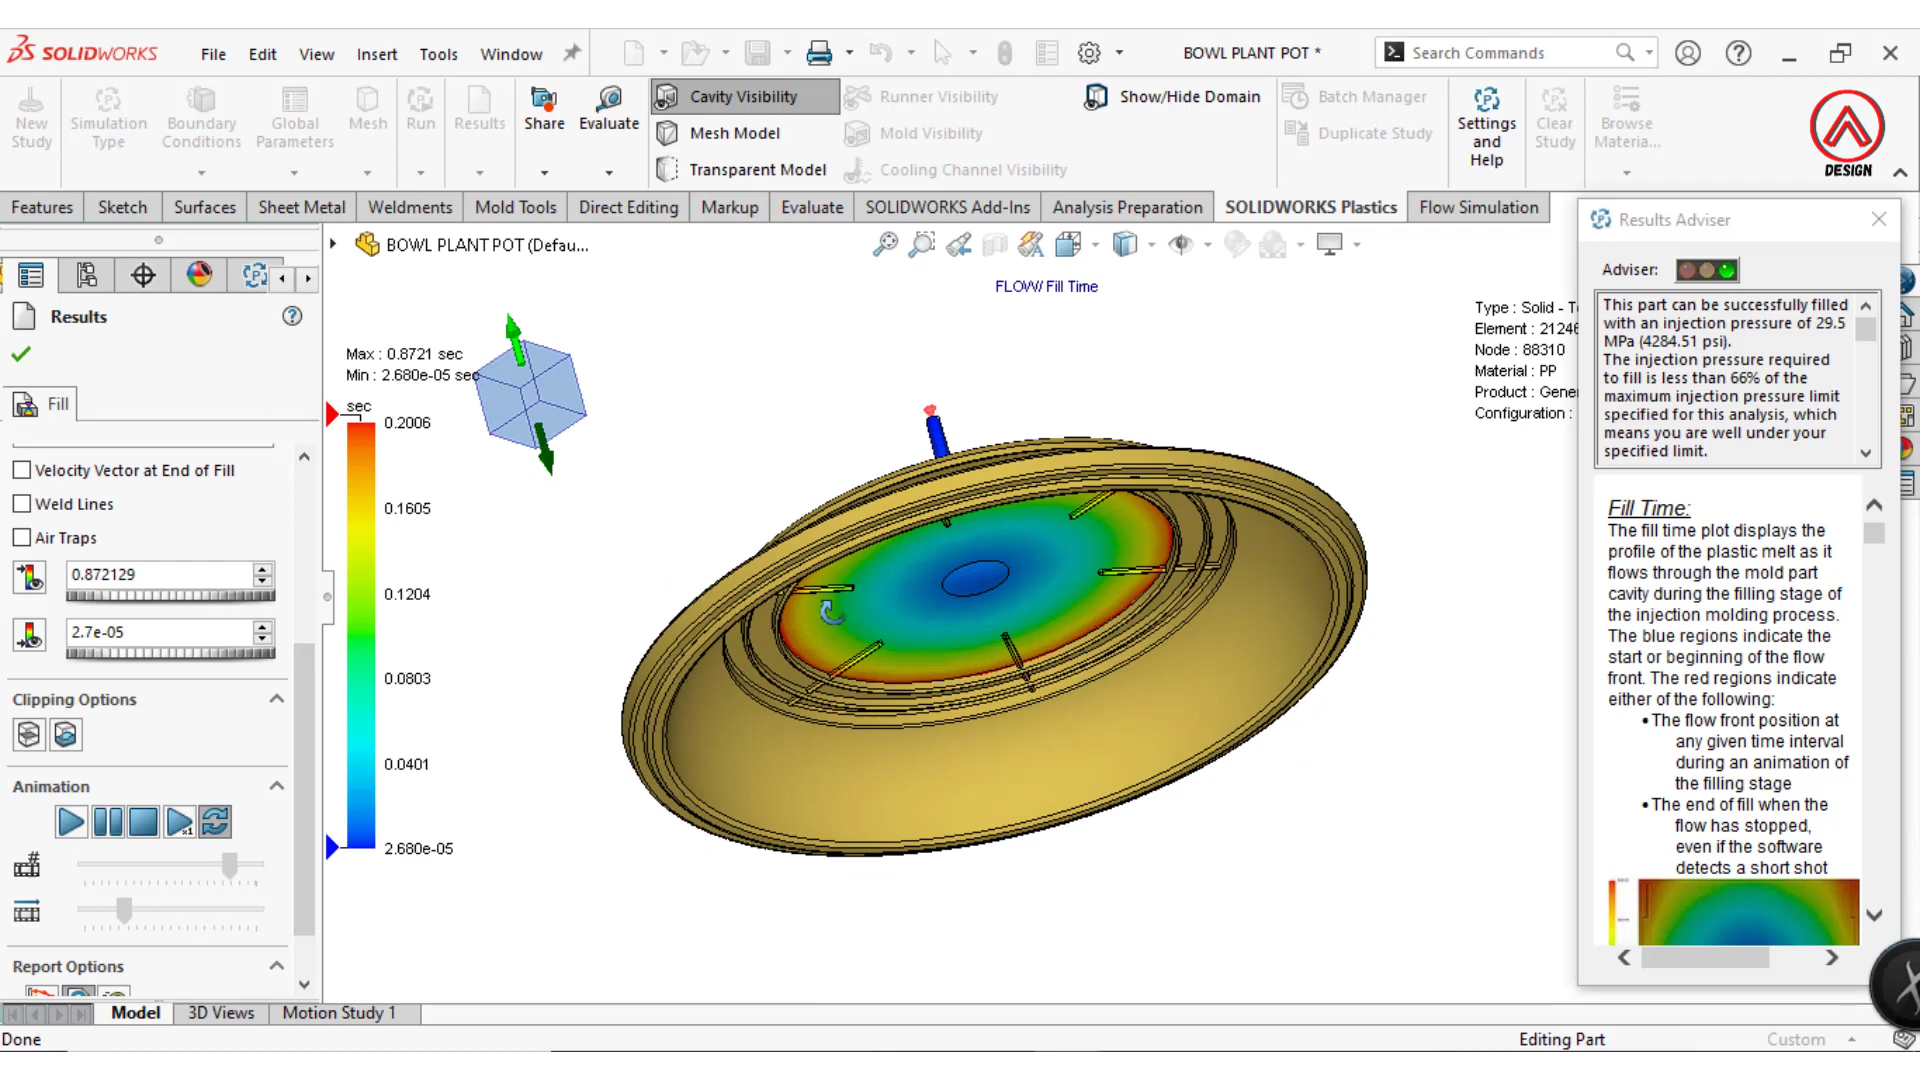 SOLIDWORKS
File Edit View Insert Tools Window
BOWL PLANT POT *
Search Commands
New Study
Simulation Type
Boundary Conditions
Global Parameters
Mesh
Run
Results
Share
Evaluate
Cavity Visibility
Mesh Model
Transparent Model
Runner Visibility
Mold Visibility
Cooling Channel Visibility
Show/Hide Domain
Batch Manager
Duplicate Study
Settings and Help
Clear Study
Browse Materia...
DESIGN
Features Sketch Surfaces Sheet Metal Weldments Mold Tools Direct Editing Markup Evaluate SOLIDWORKS Add-Ins Analysis Preparation SOLIDWORKS Plastics Flow Simulation
BOWL PLANT POT (Defau...
Results
Fill
Velocity Vector at End of Fill
Weld Lines
Air Traps
0.872129
2.7e-05
Clipping Options
Animation
x1
#
Report Options
FLOW/ Fill Time
Max : 0.8721 sec
Min : 2.680e-05 sec
sec
0.2006
0.1605
0.1204
0.0803
0.0401
2.680e-05
Type : Solid - T
Element : 21246
Node : 88310
Material : PP
Product : Gene
Configuration :
Results Adviser
Adviser:
This part can be successfully filled
with an injection pressure of 29.5
MPa (4284.51 psi).
The injection pressure required
to fill is less than 66% of the
maximum injection pressure limit
specified for this analysis, which
means you are well under your
specified limit.
Fill Time:
The fill time plot displays the
profile of the plastic melt as it
flows through the mold part
cavity during the filling stage of
the injection molding process.
The blue regions indicate the
start or beginning of the flow
front. The red regions indicate
either of the following:
• The flow front position at
any given time interval
during an animation of
the filling stage
• The end of fill when the
flow has stopped,
even if the software
detects a short shot
Model 3D Views Motion Study 1
Done
Editing Part
Custom